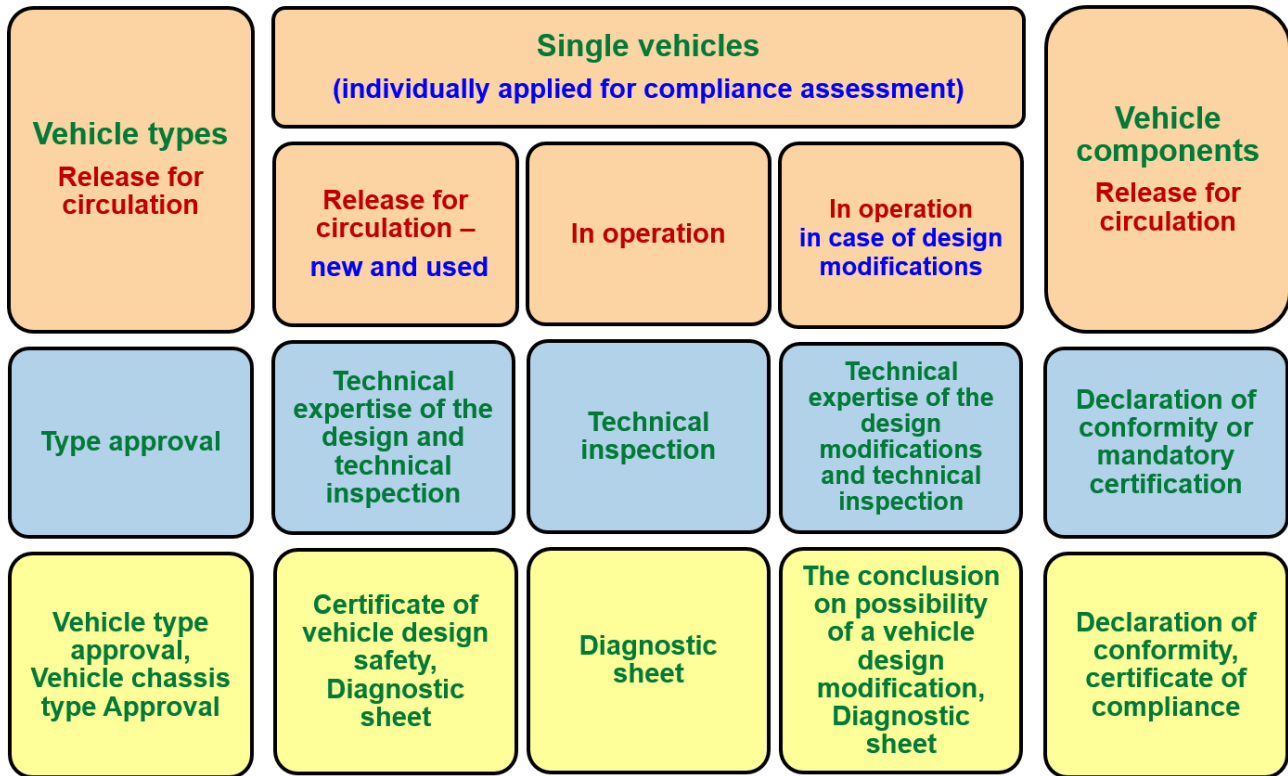 Vehicle types
Release for
circulation
Single vehicles
(individually applied for compliance assessment)
Release for
circulation –
new and used
In operation
In operation
in case of design
modifications
Vehicle
components
Release for
circulation
Type approval
Technical
expertise of the
design and
technical
inspection
Technical
inspection
Technical
expertise of the
design
modifications
and technical
inspection
Declaration of
conformity or
mandatory
certification
Vehicle type
approval,
Vehicle chassis
type Approval
Certificate of
vehicle design
safety,
Diagnostic
sheet
Diagnostic
sheet
The conclusion
on possibility
of a vehicle
design
modification,
Diagnostic
sheet
Declaration of
conformity,
certificate of
compliance